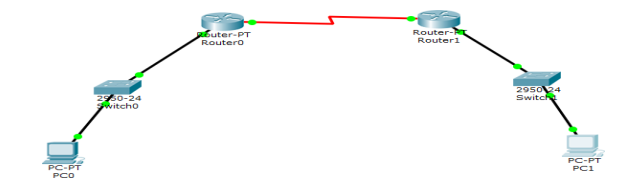 Router-PT
Router0
Router-PT
Router1
2950-24
Switch0
2950-24
Switch1
PC-PT
PC0
PC-PT
PC1